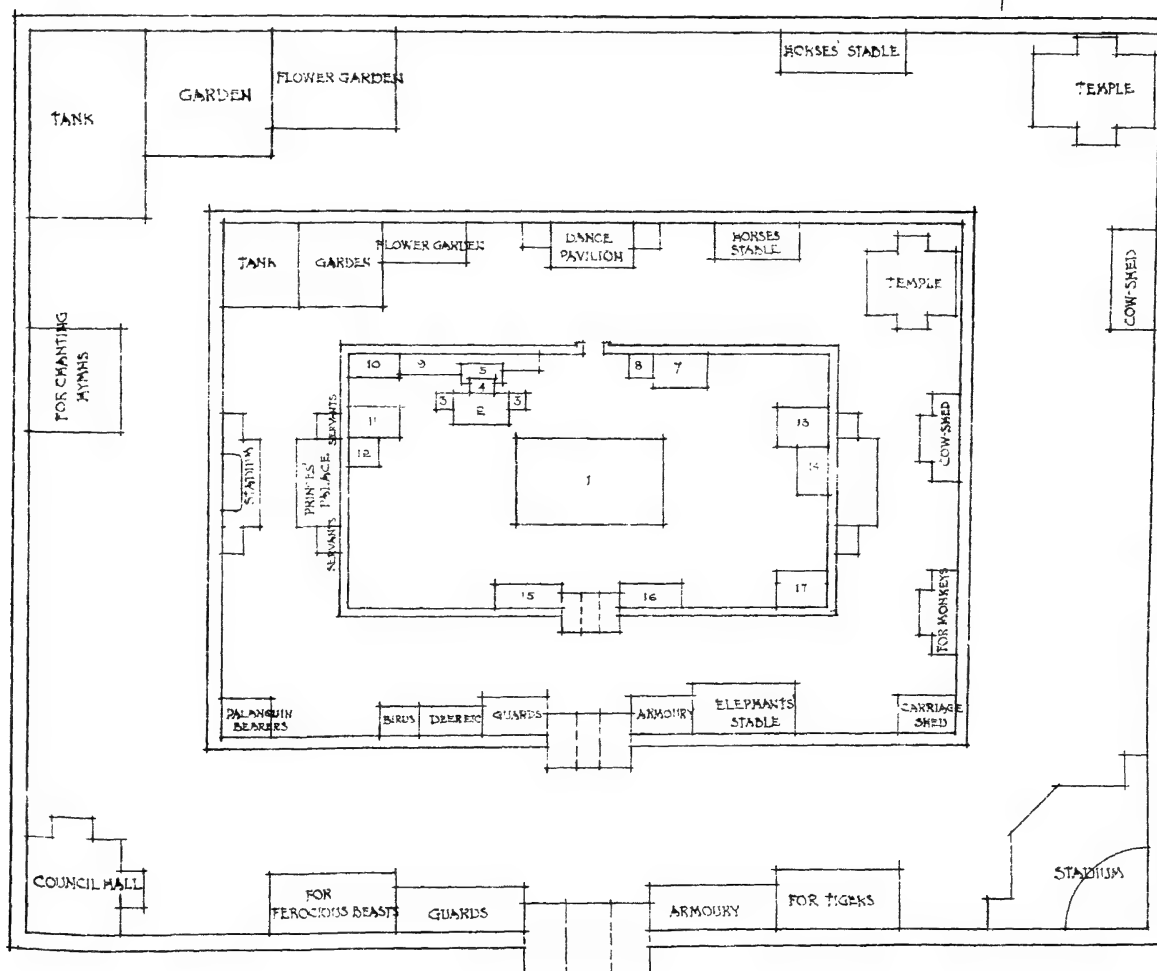 HORSES' STABLE
FLOWER GARDEN
GARDEN
TEMPLE
TANK
DANCE
PAVILION
HORSES
STABLE
FLOWER GARDEN
TANK
GARDEN
TEMPLE
COW-SHED
FOR CHANTING
HYMNS
10
9
5
4
3
2
3
8
7
11
12
13
14
1
SERVANTS
PRINCES'
PALACE
SERVANTS
STADIUM
COW-SHED
15
16
17
FOR MONKEYS
PALANQUIN
BEARERS
BIRDS
DEER ETC
GUARDS
ARMOURY
ELEPHANTS
STABLE
CARRIAGE
SHED
COUNCIL HALL
FOR
FEROCIOUS BEASTS
GUARDS
ARMOURY
FOR TIGERS
STADIUM